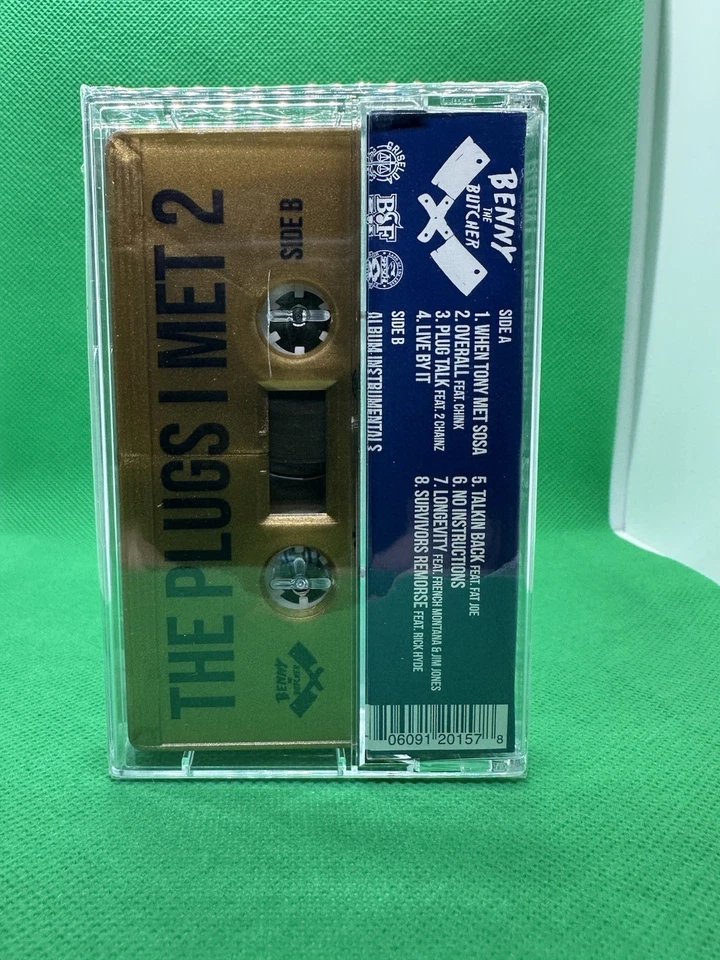 THE PLUGS I MET 2
SIDE B
BENNY
BUTCHER
BENNY
THE
BUTCHER
B$F
SIDE A
1. WHEN TONY MET SOSA
2. OVERALL FEAT. CHINX
3. PLUG TALK FEAT. 2 CHAINZ
4. LIVE BY IT
5. TALKIN BACK FEAT. FAT JOE
6. NO INSTRUCTIONS
7. LONGEVITY FEAT. FRENCH MONTANA & JIM JONES
8. SURVIVORS REMORSE FEAT. RICK HYDE
SIDE B
ALBUM INSTRUMENTALS
06091 20157 8